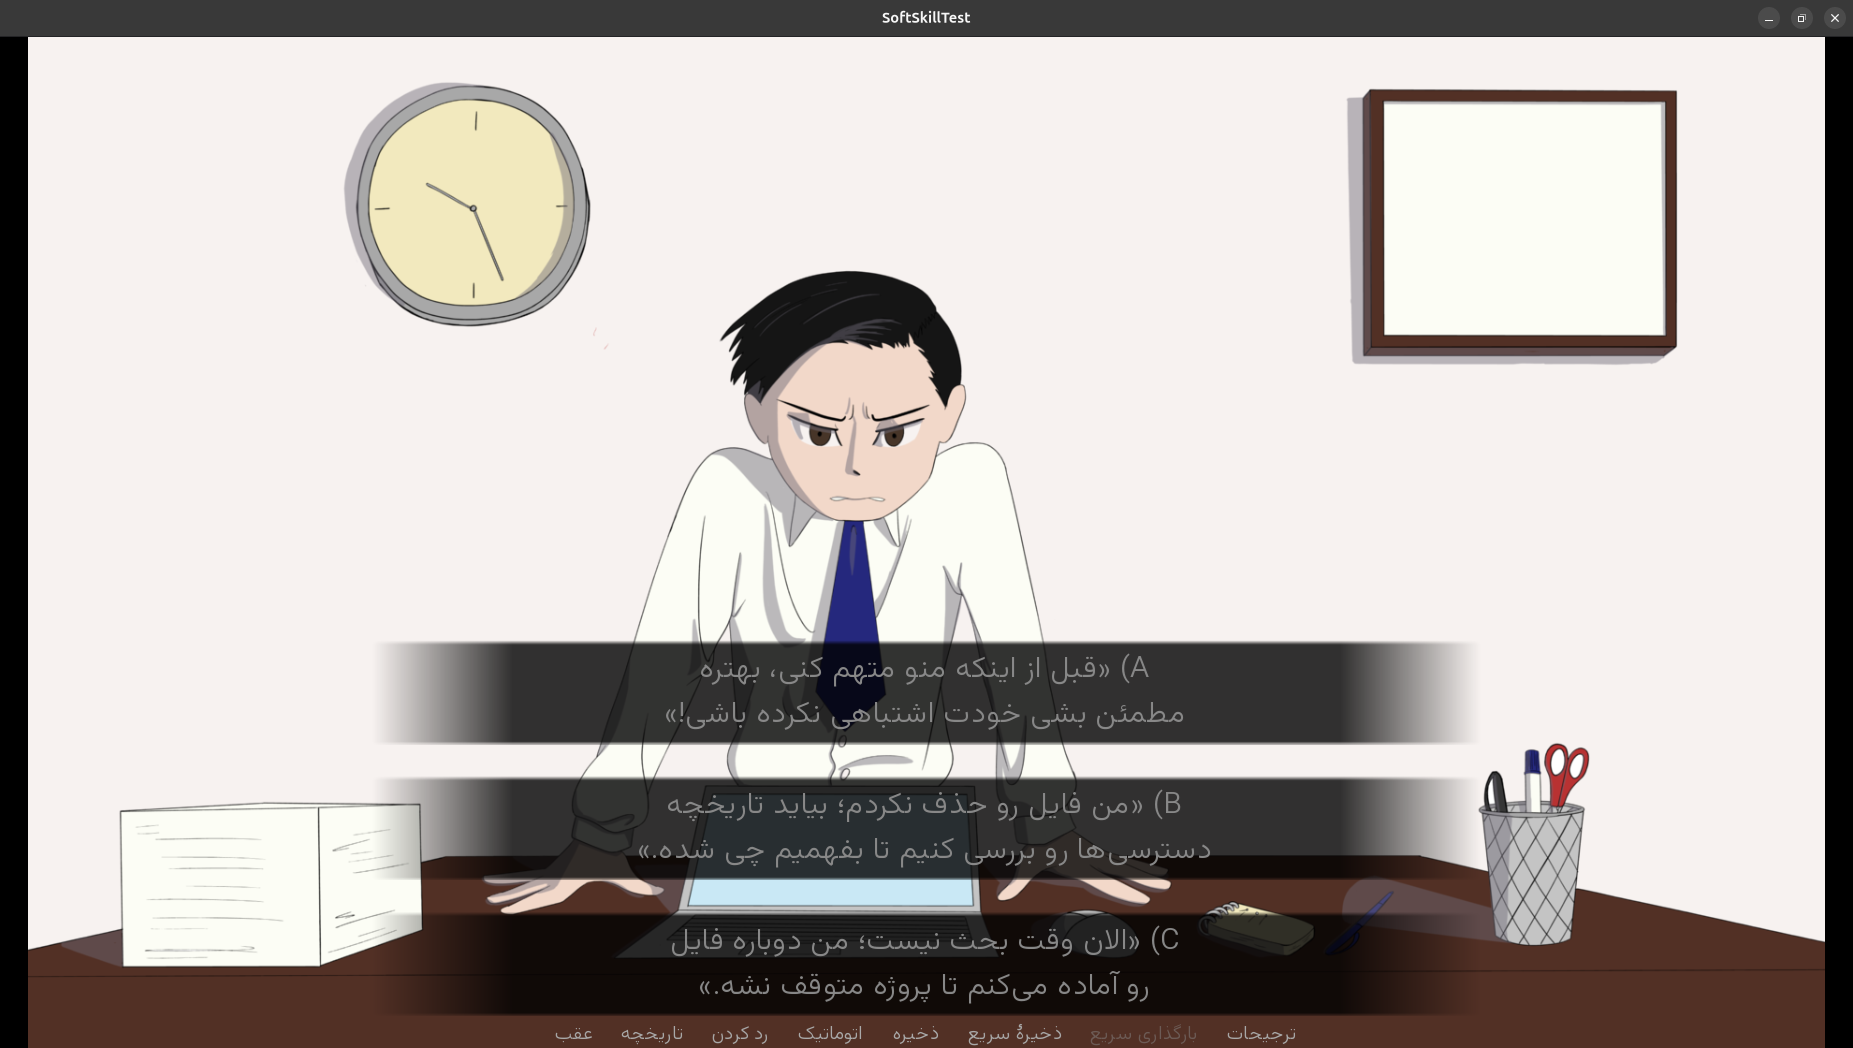 SoftSkillTest
A) «قبل از اینکه منو متهم کنی، بهتره
مطمئن بشی خودت اشتباهی نکرده باشی!»
B) «من فایل رو حذف نکردم؛ بیاید تاریخچه
دسترسی‌ها رو بررسی کنیم تا بفهمیم چی شده.»
C) «الان وقت بحث نیست؛ من دوباره فایل
رو آماده می‌کنم تا پروژه متوقف نشه.»
ترجیحات بارگذاری سریع ذخیرهٔ سریع ذخیره اتوماتیک رد کردن تاریخچه عقب